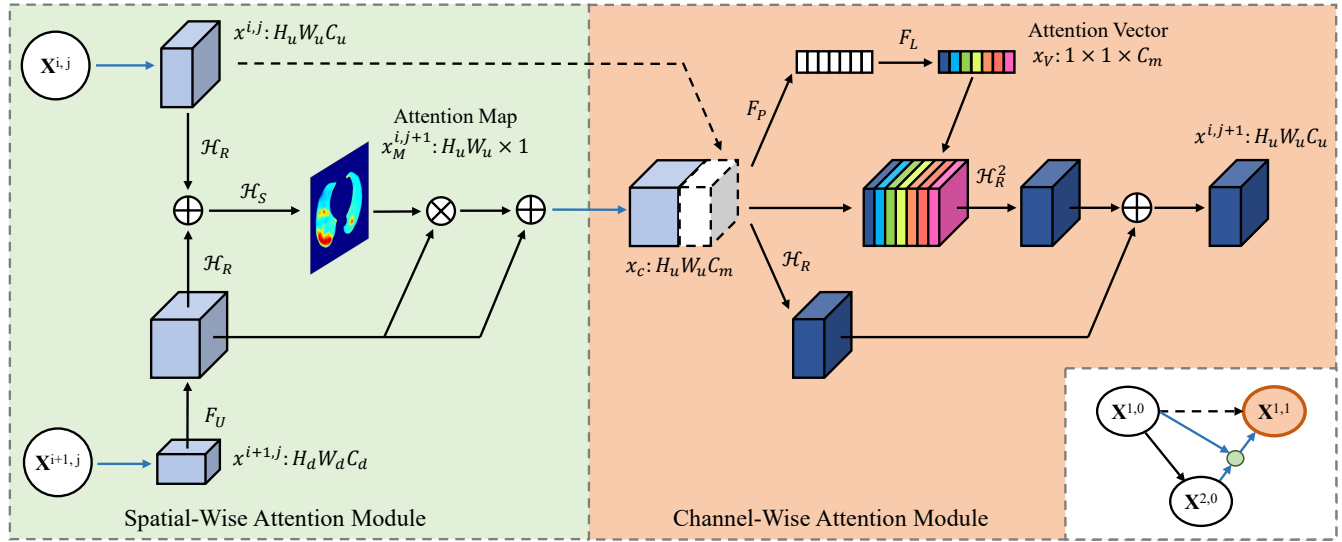 X^{i,j}
x^{i,j}: H_u W_u C_u
ℋ_R
ℋ_S
Attention Map
x_M^{i,j+1}: H_u W_u × 1
ℋ_R
F_U
X^{i+1,j}
x^{i+1,j}: H_d W_d C_d
Spatial-Wise Attention Module
x_c: H_u W_u C_m
F_P
F_L
Attention Vector
x_V: 1 × 1 × C_m
ℋ_R^2
ℋ_R
x^{i,j+1}: H_u W_u C_u
Channel-Wise Attention Module
X^{1,0}
X^{1,1}
X^{2,0}